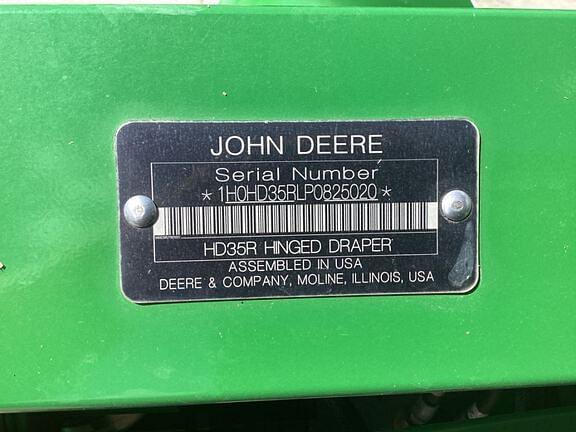 JOHN DEERE
Serial Number
*1H0HD35RLP0825020*
HD35R HINGED DRAPER
ASSEMBLED IN USA
DEERE & COMPANY, MOLINE, ILLINOIS, USA